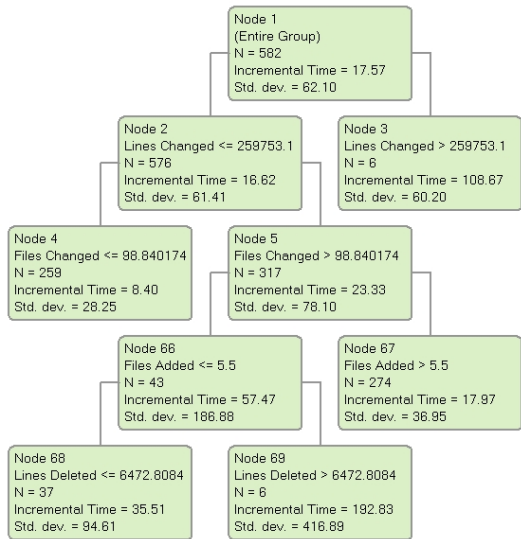 Node 1
(Entire Group)
N = 582
Incremental Time = 17.57
Std. dev. = 62.10
Node 2
Lines Changed <= 259753.1
N = 576
Incremental Time = 16.62
Std. dev. = 61.41
Node 3
Lines Changed > 259753.1
N = 6
Incremental Time = 108.67
Std. dev. = 60.20
Node 4
Files Changed <= 98.840174
N = 259
Incremental Time = 8.40
Std. dev. = 28.25
Node 5
Files Changed > 98.840174
N = 317
Incremental Time = 23.33
Std. dev. = 78.10
Node 66
Files Added <= 5.5
N = 43
Incremental Time = 57.47
Std. dev. = 186.88
Node 67
Files Added > 5.5
N = 274
Incremental Time = 17.97
Std. dev. = 36.95
Node 68
Lines Deleted <= 6472.8084
N = 37
Incremental Time = 35.51
Std. dev. = 94.61
Node 69
Lines Deleted > 6472.8084
N = 6
Incremental Time = 192.83
Std. dev. = 416.89